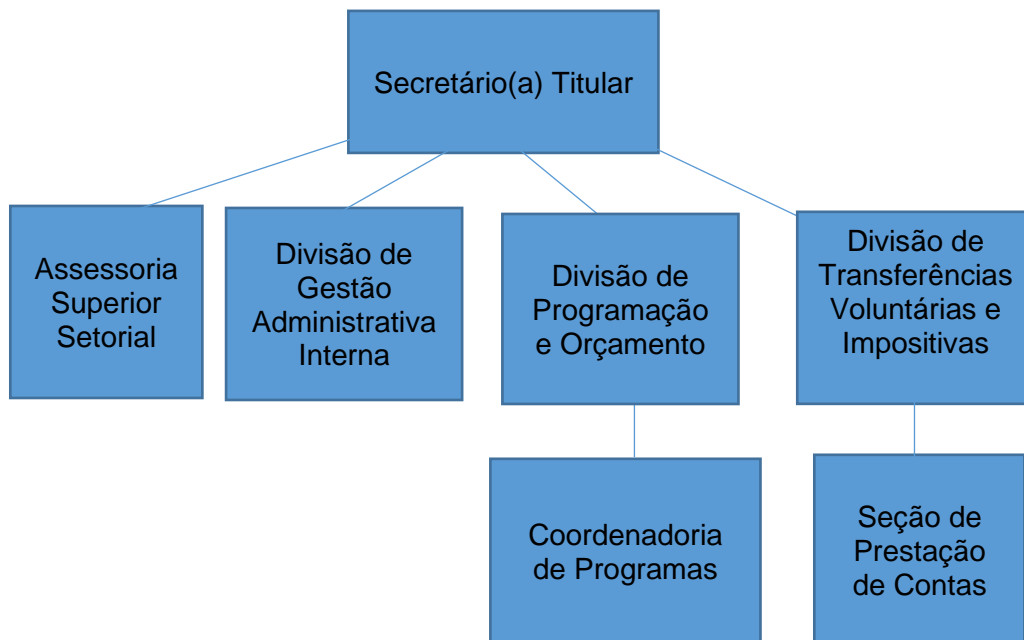 Secretário(a) Titular
Assessoria
Superior
Setorial
Divisão de
Gestão
Administrativa
Interna
Divisão de
Programação
e Orçamento
Divisão de
Transferências
Voluntárias e
Impositivas
Coordenadoria
de Programas
Seção de
Prestação
de Contas